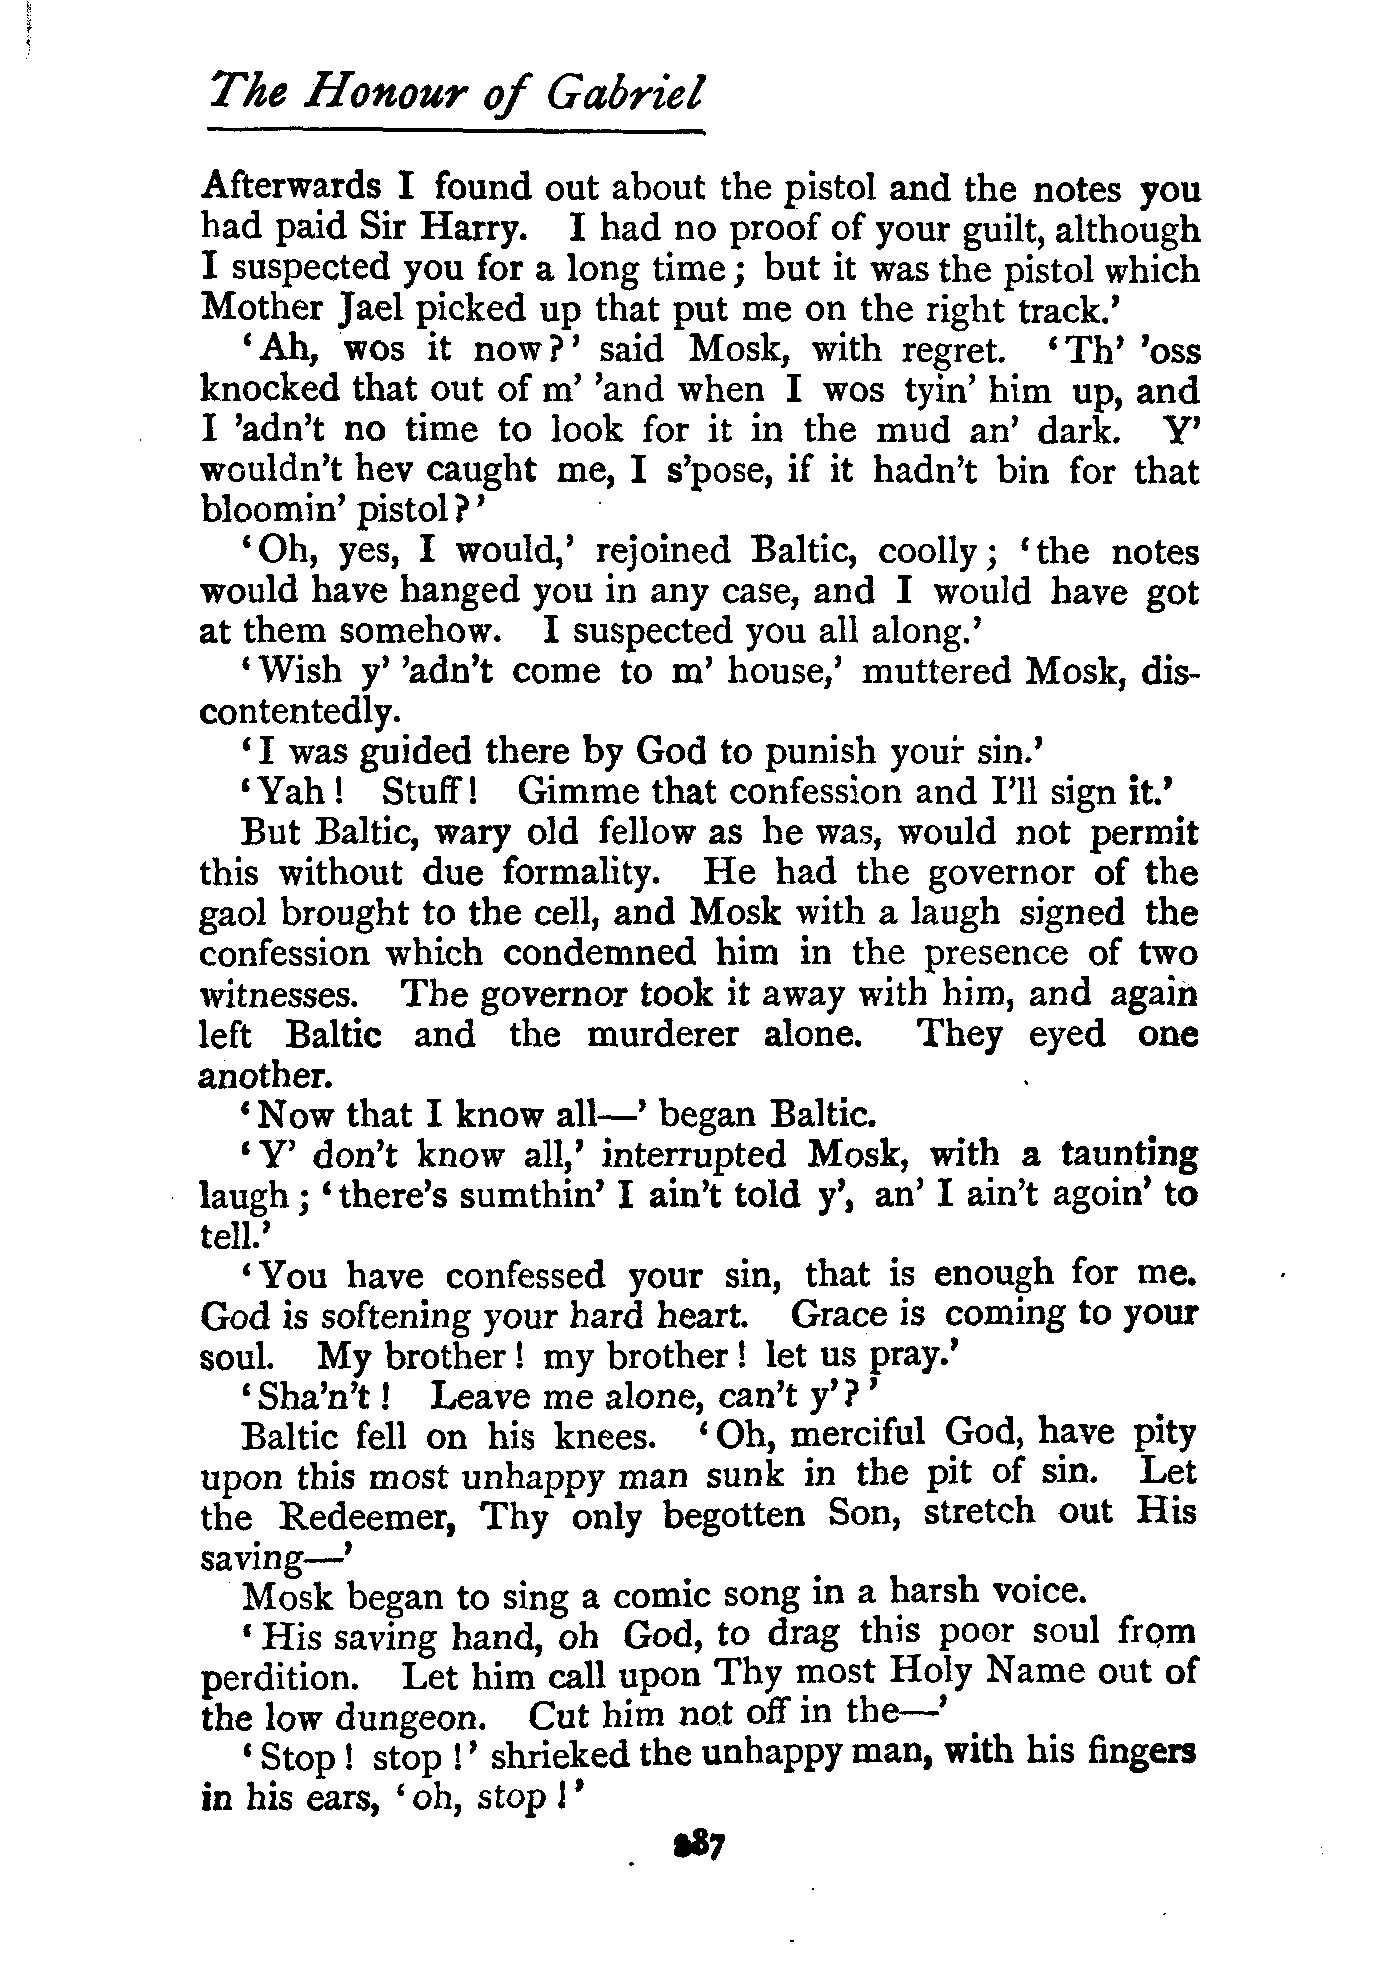 The Honour of Gabriel
Afterwards I found out about the pistol and the notes you
had paid Sir Harry. I had no proof of your guilt, although
I suspected you for a long time; but it was the pistol which
Mother Jael picked up that put me on the right track.’
‘Ah, wos it now?’ said Mosk, with regret. ‘Th’ ’oss
knocked that out of m’ ’and when I wos tyin’ him up, and
I ’adn’t no time to look for it in the mud an’ dark. Y’
wouldn’t hev caught me, I s’pose, if it hadn’t bin for that
bloomin’ pistol?’
‘Oh, yes, I would,’ rejoined Baltic, coolly; ‘the notes
would have hanged you in any case, and I would have got
at them somehow. I suspected you all along.’
‘Wish y’ ’adn’t come to m’ house,’ muttered Mosk, dis-
contentedly.
‘I was guided there by God to punish your sin.’
‘Yah! Stuff! Gimme that confession and I’ll sign it.’
But Baltic, wary old fellow as he was, would not permit
this without due formality. He had the governor of the
gaol brought to the cell, and Mosk with a laugh signed the
confession which condemned him in the presence of two
witnesses. The governor took it away with him, and again
left Baltic and the murderer alone. They eyed one
another.
‘Now that I know all—’ began Baltic.
‘Y’ don’t know all,’ interrupted Mosk, with a taunting
laugh; ‘there’s sumthin’ I ain’t told y’, an’ I ain’t agoin’ to
tell.’
‘You have confessed your sin, that is enough for me.
God is softening your hard heart. Grace is coming to your
soul. My brother! my brother! let us pray.’
‘Sha’n’t! Leave me alone, can’t y’?’
Baltic fell on his knees. ‘Oh, merciful God, have pity
upon this most unhappy man sunk in the pit of sin. Let
the Redeemer, Thy only begotten Son, stretch out His
saving—’
Mosk began to sing a comic song in a harsh voice.
‘His saving hand, oh God, to drag this poor soul from
perdition. Let him call upon Thy most Holy Name out of
the low dungeon. Cut him not off in the—’
‘Stop! stop!’ shrieked the unhappy man, with his fingers
in his ears, ‘oh, stop!’
287